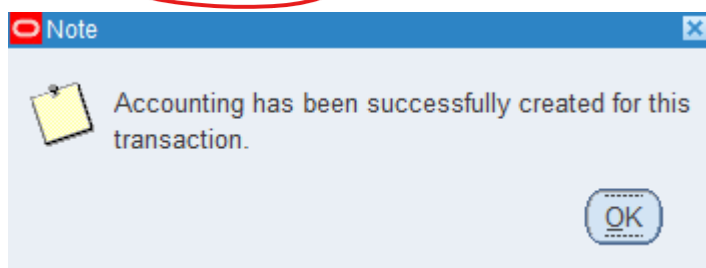 Note
Accounting has been successfully created for this
transaction.
OK